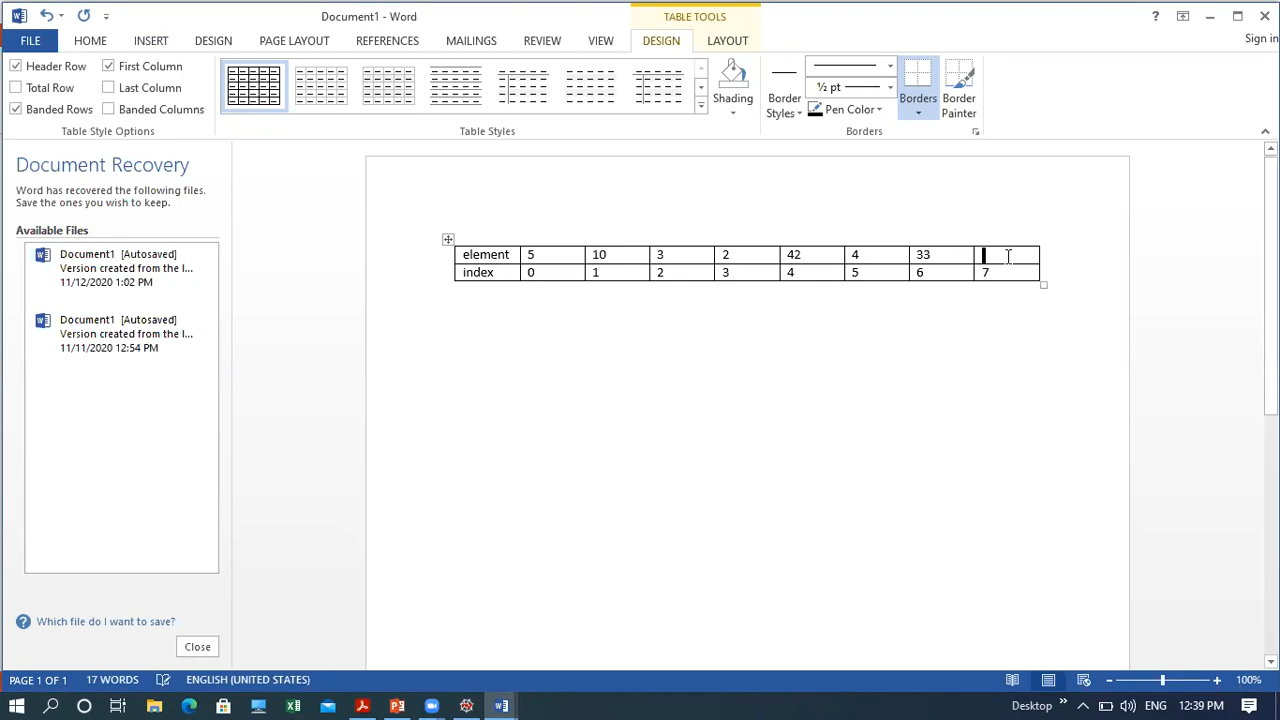 Document1 - Word
TABLE TOOLS
?
FILE HOME INSERT DESIGN PAGE LAYOUT REFERENCES MAILINGS REVIEW VIEW DESIGN LAYOUT Sign in
Header Row First Column
Total Row Last Column
Banded Rows Banded Columns
Table Style Options
Table Styles
Shading
Border Styles
½ pt
Pen Color
Borders
Border Painter
Borders
Document Recovery
Word has recovered the following files.
Save the ones you wish to keep.
Available Files
Document1 [Autosaved]
Version created from the l...
11/12/2020 1:02 PM
Document1 [Autosaved]
Version created from the l...
11/11/2020 12:54 PM
? Which file do I want to save?
Close
element 5 10 3 2 42 4 33
index 0 1 2 3 4 5 6 7
PAGE 1 OF 1 17 WORDS ENGLISH (UNITED STATES) 100%
Desktop ENG 12:39 PM